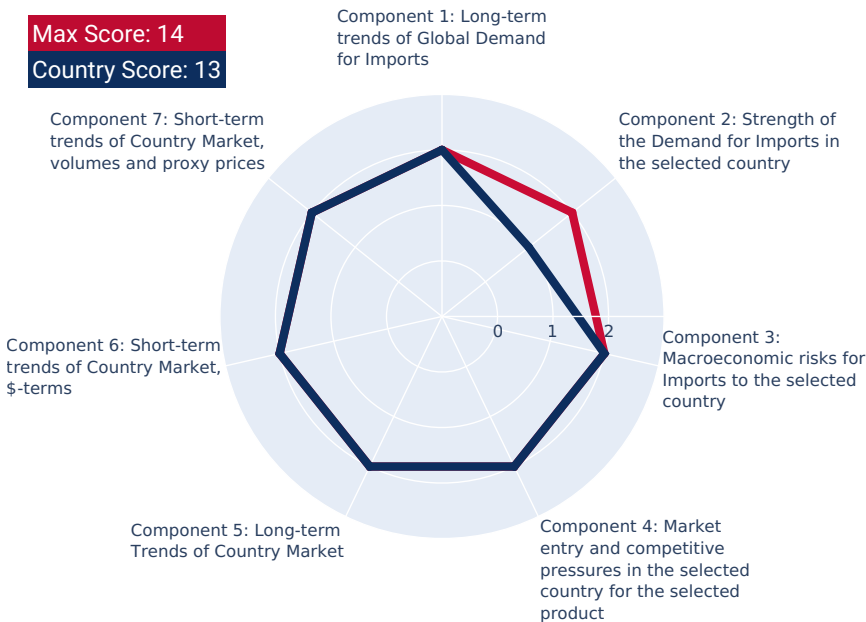 Max Score: 14
Country Score: 13
Component 1: Long-term
trends of Global Demand
for Imports
Component 2: Strength of
the Demand for Imports in
the selected country
Component 3:
Macroeconomic risks for
Imports to the selected
country
Component 4: Market
entry and competitive
pressures in the selected
country for the selected
product
Component 5: Long-term
Trends of Country Market
Component 6: Short-term
trends of Country Market,
$-terms
Component 7: Short-term
trends of Country Market,
volumes and proxy prices
0 1 2